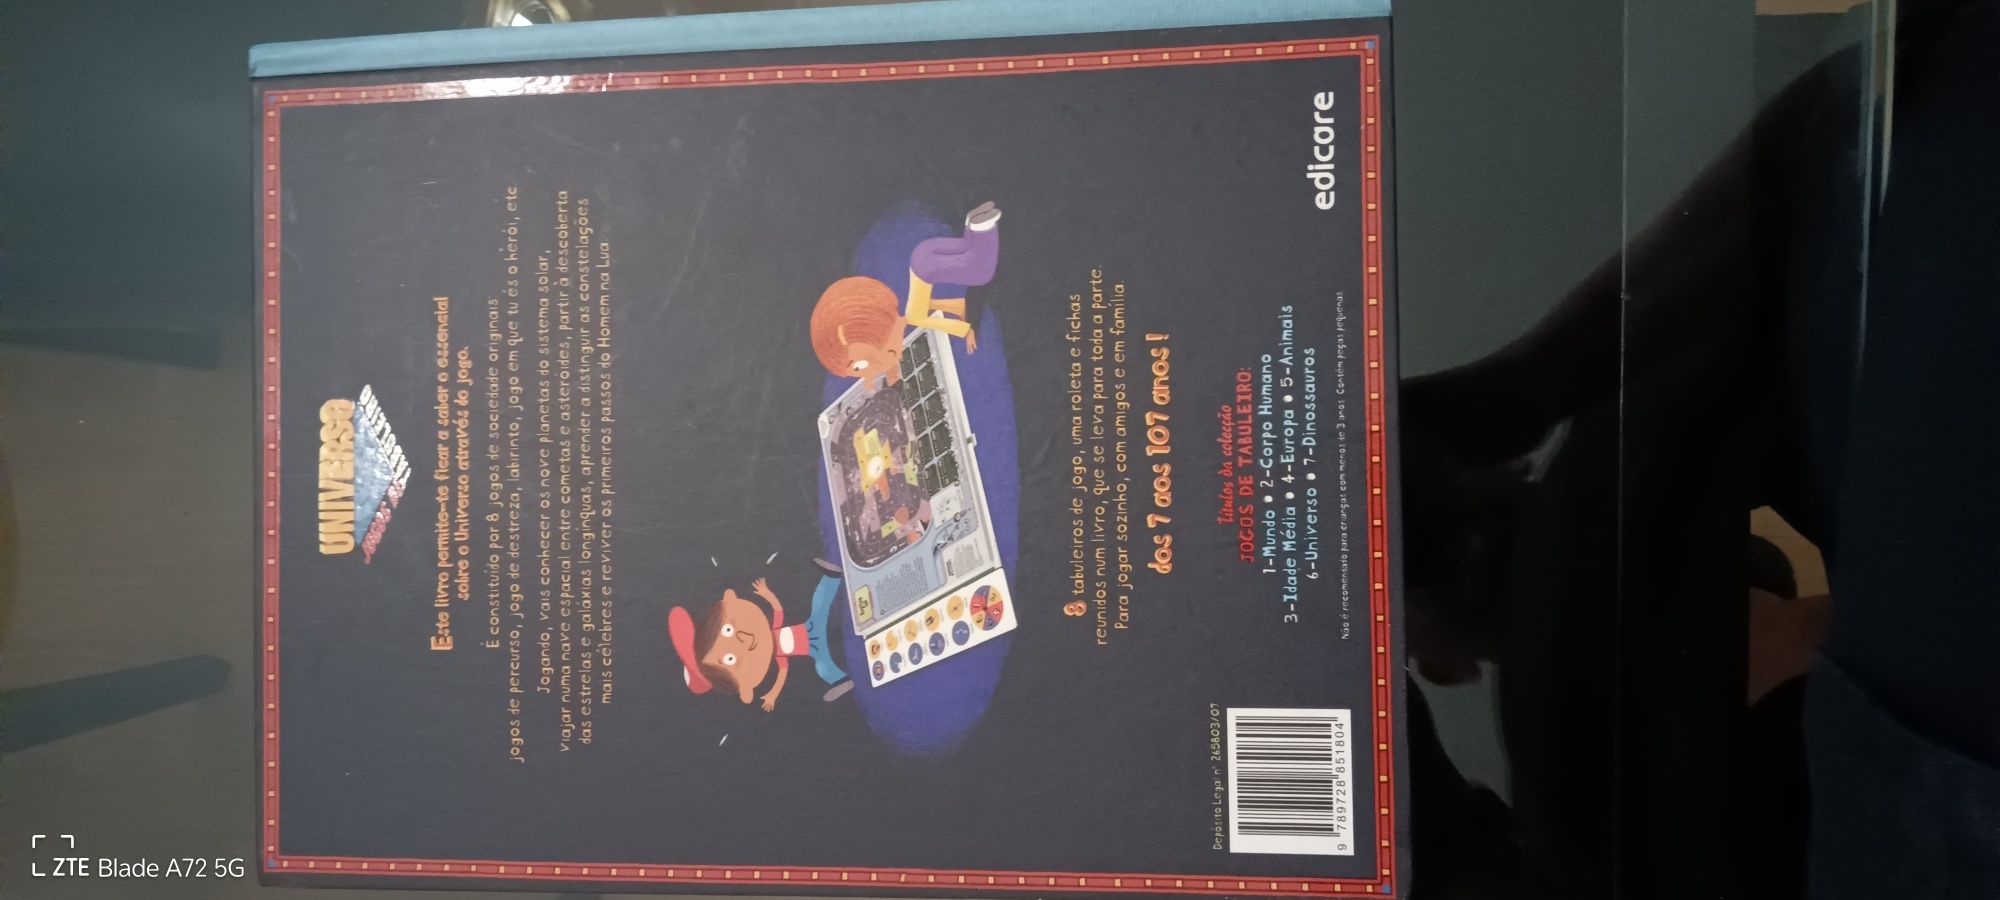 UNIVERSO
JOGOS DE TABULEIRO
Este livro permite-te ficar a saber o essencial
sobre o Universo através do jogo.
É constituído por 8 jogos de sociedade originais
jogos de percurso, jogo de destreza, labirinto, jogo em que tu és o herói, etc.
Jogando, vais conhecer os nove planetas do sistema solar,
viajar numa nave espacial entre cometas e asteróides, partir à descoberta
das estrelas e galáxias longínquas, aprender a distinguir as constelações
mais célebres e reviver os primeiros passos do Homem na Lua.
8 tabuleiros de jogo, uma roleta e fichas
reunidos num livro, que se leva para toda a parte.
Para jogar sozinho, com amigos e em família.
dos 7 aos 107 anos!
Títulos da colecção
JOGOS DE TABULEIRO:
1-Mundo • 2-Corpo Humano
3-Idade Média • 4-Europa • 5-Animais
6-Universo • 7-Dinossauros
Não é recomendado para crianças com menos de 3 anos. Contém peças pequenas.
Depósito Legal nº 265803/07
9 789728 851804
edicare
ZTE Blade A72 5G